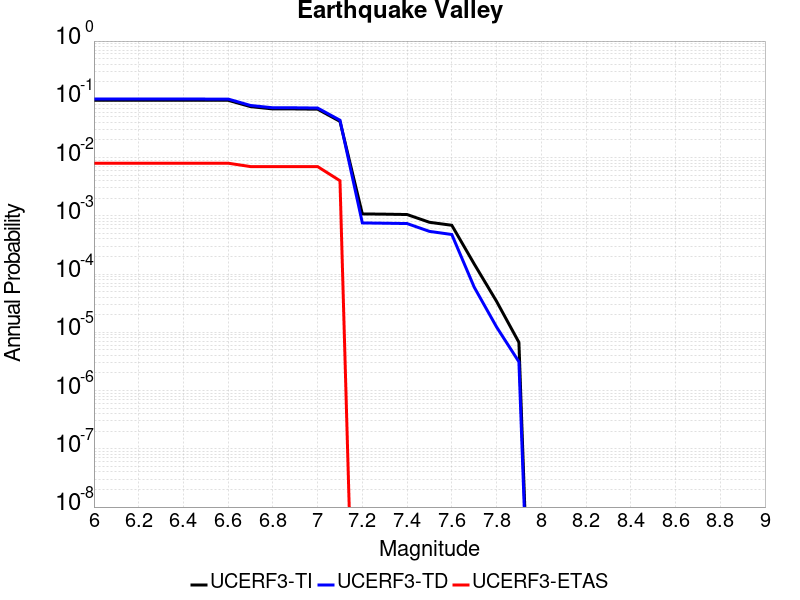 Earthquake Valley
10^0
10^-1
10^-2
10^-3
10^-4
10^-5
10^-6
10^-7
10^-8
Annual Probability
6 6.2 6.4 6.6 6.8 7 7.2 7.4 7.6 7.8 8 8.2 8.4 8.6 8.8 9
Magnitude
UCERF3-TI UCERF3-TD UCERF3-ETAS